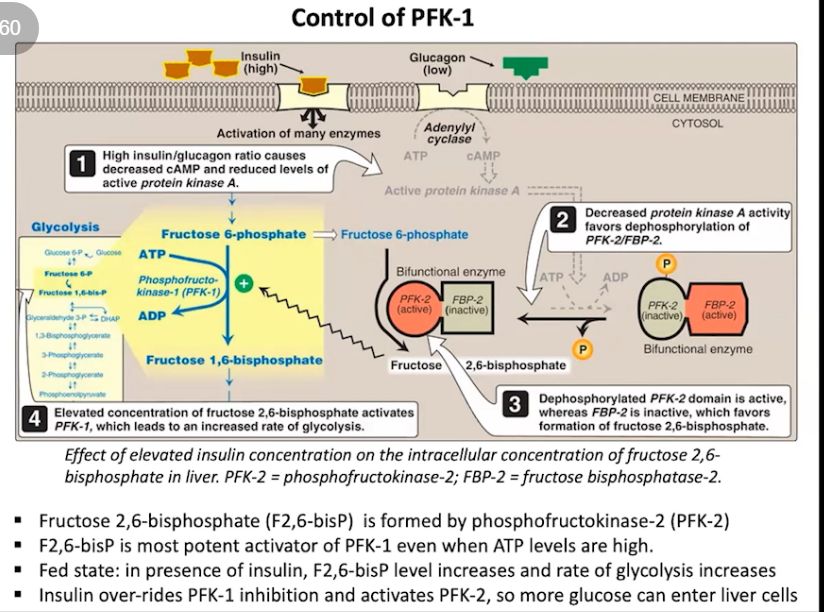 60
Control of PFK-1
Insulin
(high)
Glucagon
(low)
CELL MEMBRANE
CYTOSOL
Activation of many enzymes
Adenylyl
cyclase
ATP
cAMP
1
High insulin/glucagon ratio causes
decreased cAMP and reduced levels of
active protein kinase A.
Active protein kinase A
2
Decreased protein kinase A activity
favors dephosphorylation of
PFK-2/FBP-2.
Glycolysis
Glucose 6-P
Glucose
Fructose 6-P
Fructose 1,6-bis-P
Glyceraldehyde 3-P
DHAP
1,3-Bisphosphoglycerate
3-Phosphoglycerate
2-Phosphoglycerate
Phosphoenolpyruvate
Fructose 6-phosphate
Fructose 6-phosphate
ATP
Phosphofructo-
kinase-1 (PFK-1)
+
ADP
Fructose 1,6-bisphosphate
Bifunctional enzyme
PFK-2
(active)
FBP-2
(inactive)
ATP
ADP
P
P
PFK-2
(inactive)
FBP-2
(active)
Bifunctional enzyme
Fructose 2,6-bisphosphate
3
Dephosphorylated PFK-2 domain is active,
whereas FBP-2 is inactive, which favors
formation of fructose 2,6-bisphosphate.
4
Elevated concentration of fructose 2,6-bisphosphate activates
PFK-1, which leads to an increased rate of glycolysis.
Effect of elevated insulin concentration on the intracellular concentration of fructose 2,6-
bisphosphate in liver. PFK-2 = phosphofructokinase-2; FBP-2 = fructose bisphosphatase-2.
▪ Fructose 2,6-bisphosphate (F2,6-bisP) is formed by phosphofructokinase-2 (PFK-2)
▪ F2,6-bisP is most potent activator of PFK-1 even when ATP levels are high.
▪ Fed state: in presence of insulin, F2,6-bisP level increases and rate of glycolysis increases
▪ Insulin over-rides PFK-1 inhibition and activates PFK-2, so more glucose can enter liver cells